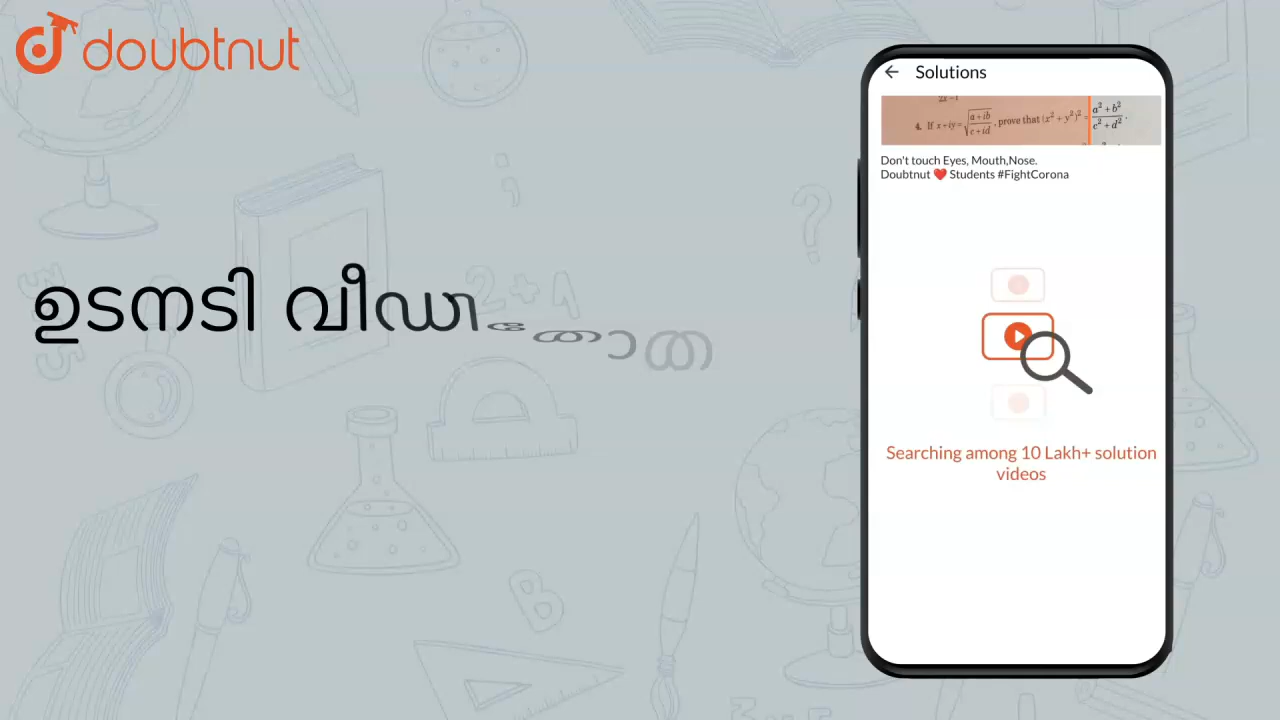 doubtnut
ഉടനടി വീഡി
Solutions
4. If x+iy=√(a+ib / c+id), prove that (x² + y²)² = (a² + b²) / (c² + d²).
Don't touch Eyes, Mouth,Nose.
Doubtnut ❤️ Students #FightCorona
Searching among 10 Lakh+ solution
videos